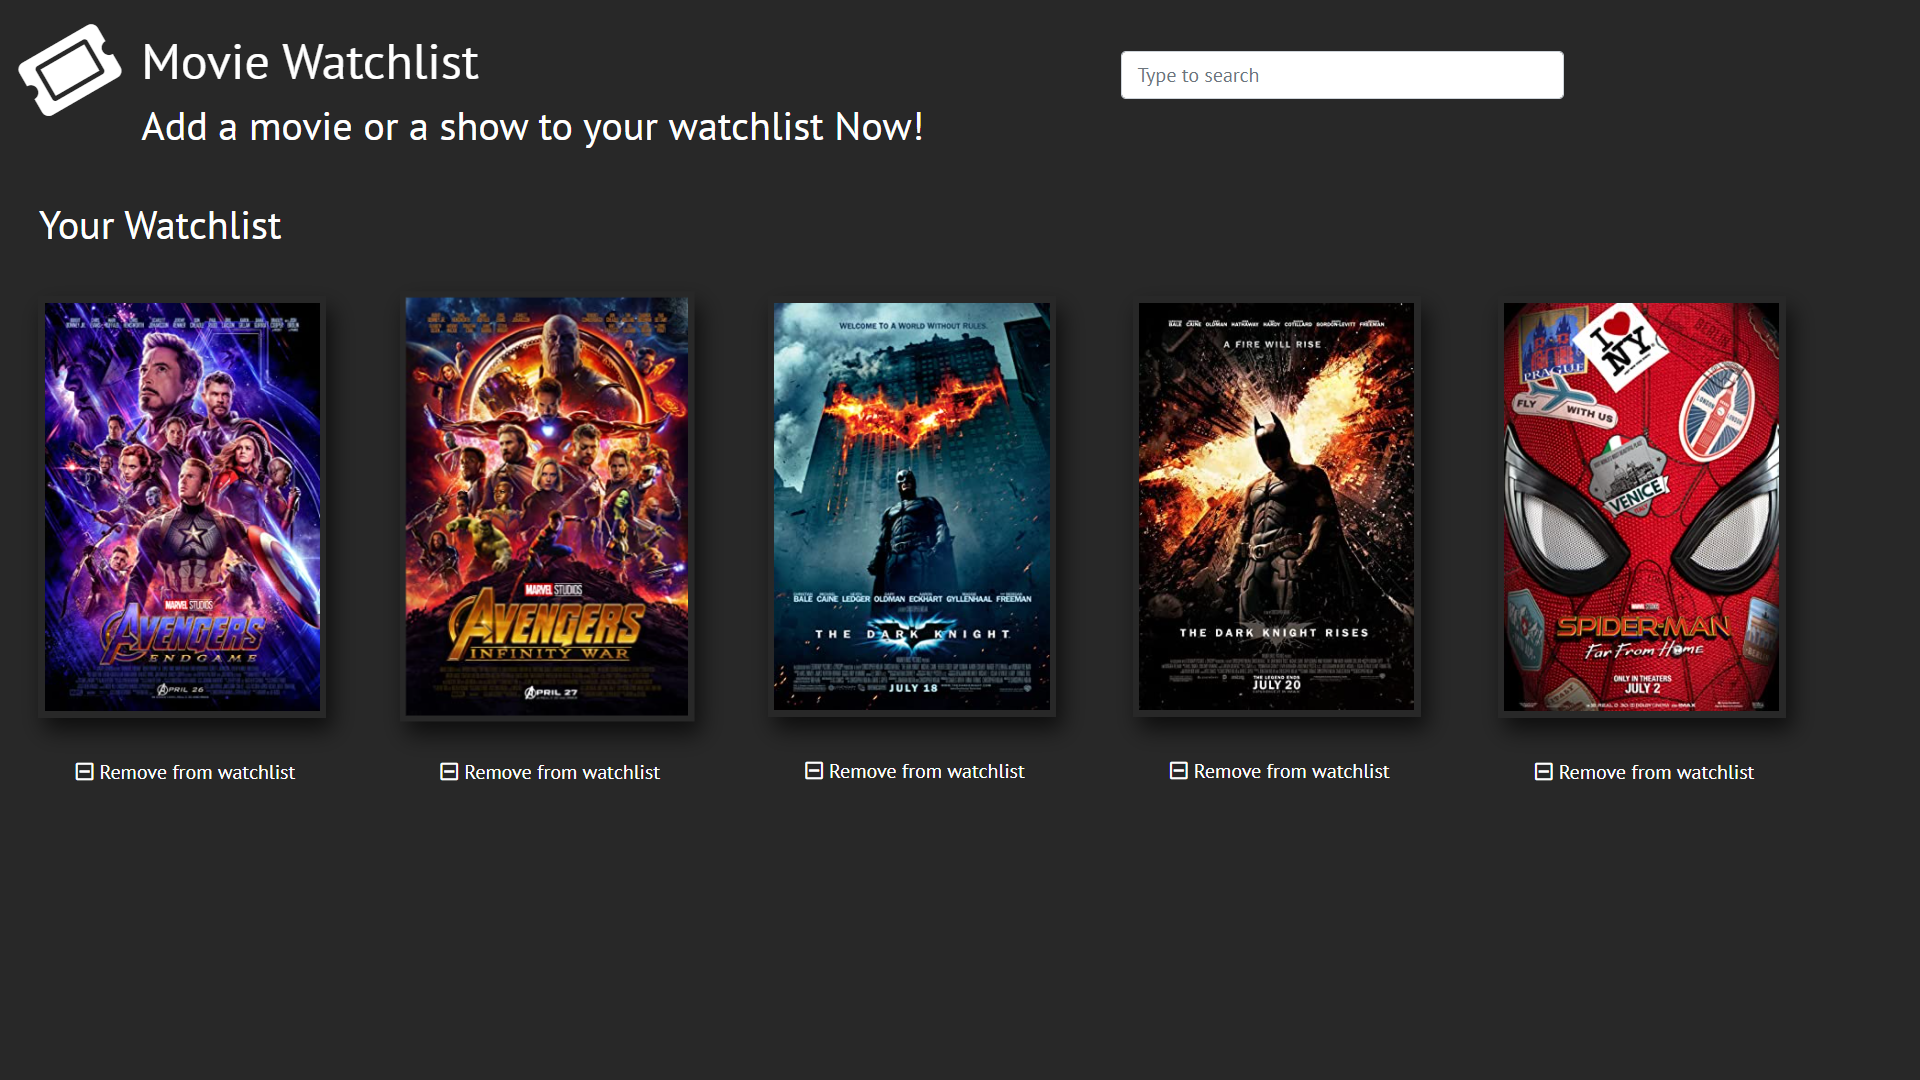 Movie Watchlist
Type to search
Add a movie or a show to your watchlist Now!
Your Watchlist
MARVEL STUDIOS
AVENGERS
ENDGAME
APRIL 26
Remove from watchlist
MARVEL STUDIOS
AVENGERS
INFINITY WAR
APRIL 27
Remove from watchlist
WELCOME TO A WORLD WITHOUT RULES.
BALE CAINE LEDGER OLDMAN ECKHART GYLLENHAAL FREEMAN
THE DARK KNIGHT
JULY 18
Remove from watchlist
BALE CAINE OLDMAN HATHAWAY HARDY COTILLARD GORDON-LEVITT FREEMAN
A FIRE WILL RISE
THE DARK KNIGHT RISES
THE LEGEND ENDS
JULY 20
Remove from watchlist
I NY
PRAGUE
BERLIN
FLY WITH US
LONDON LONDON
VENICE
MARVEL STUDIOS
SPIDER-MAN
Far From Home
ONLY IN THEATERS
JULY 2
Remove from watchlist